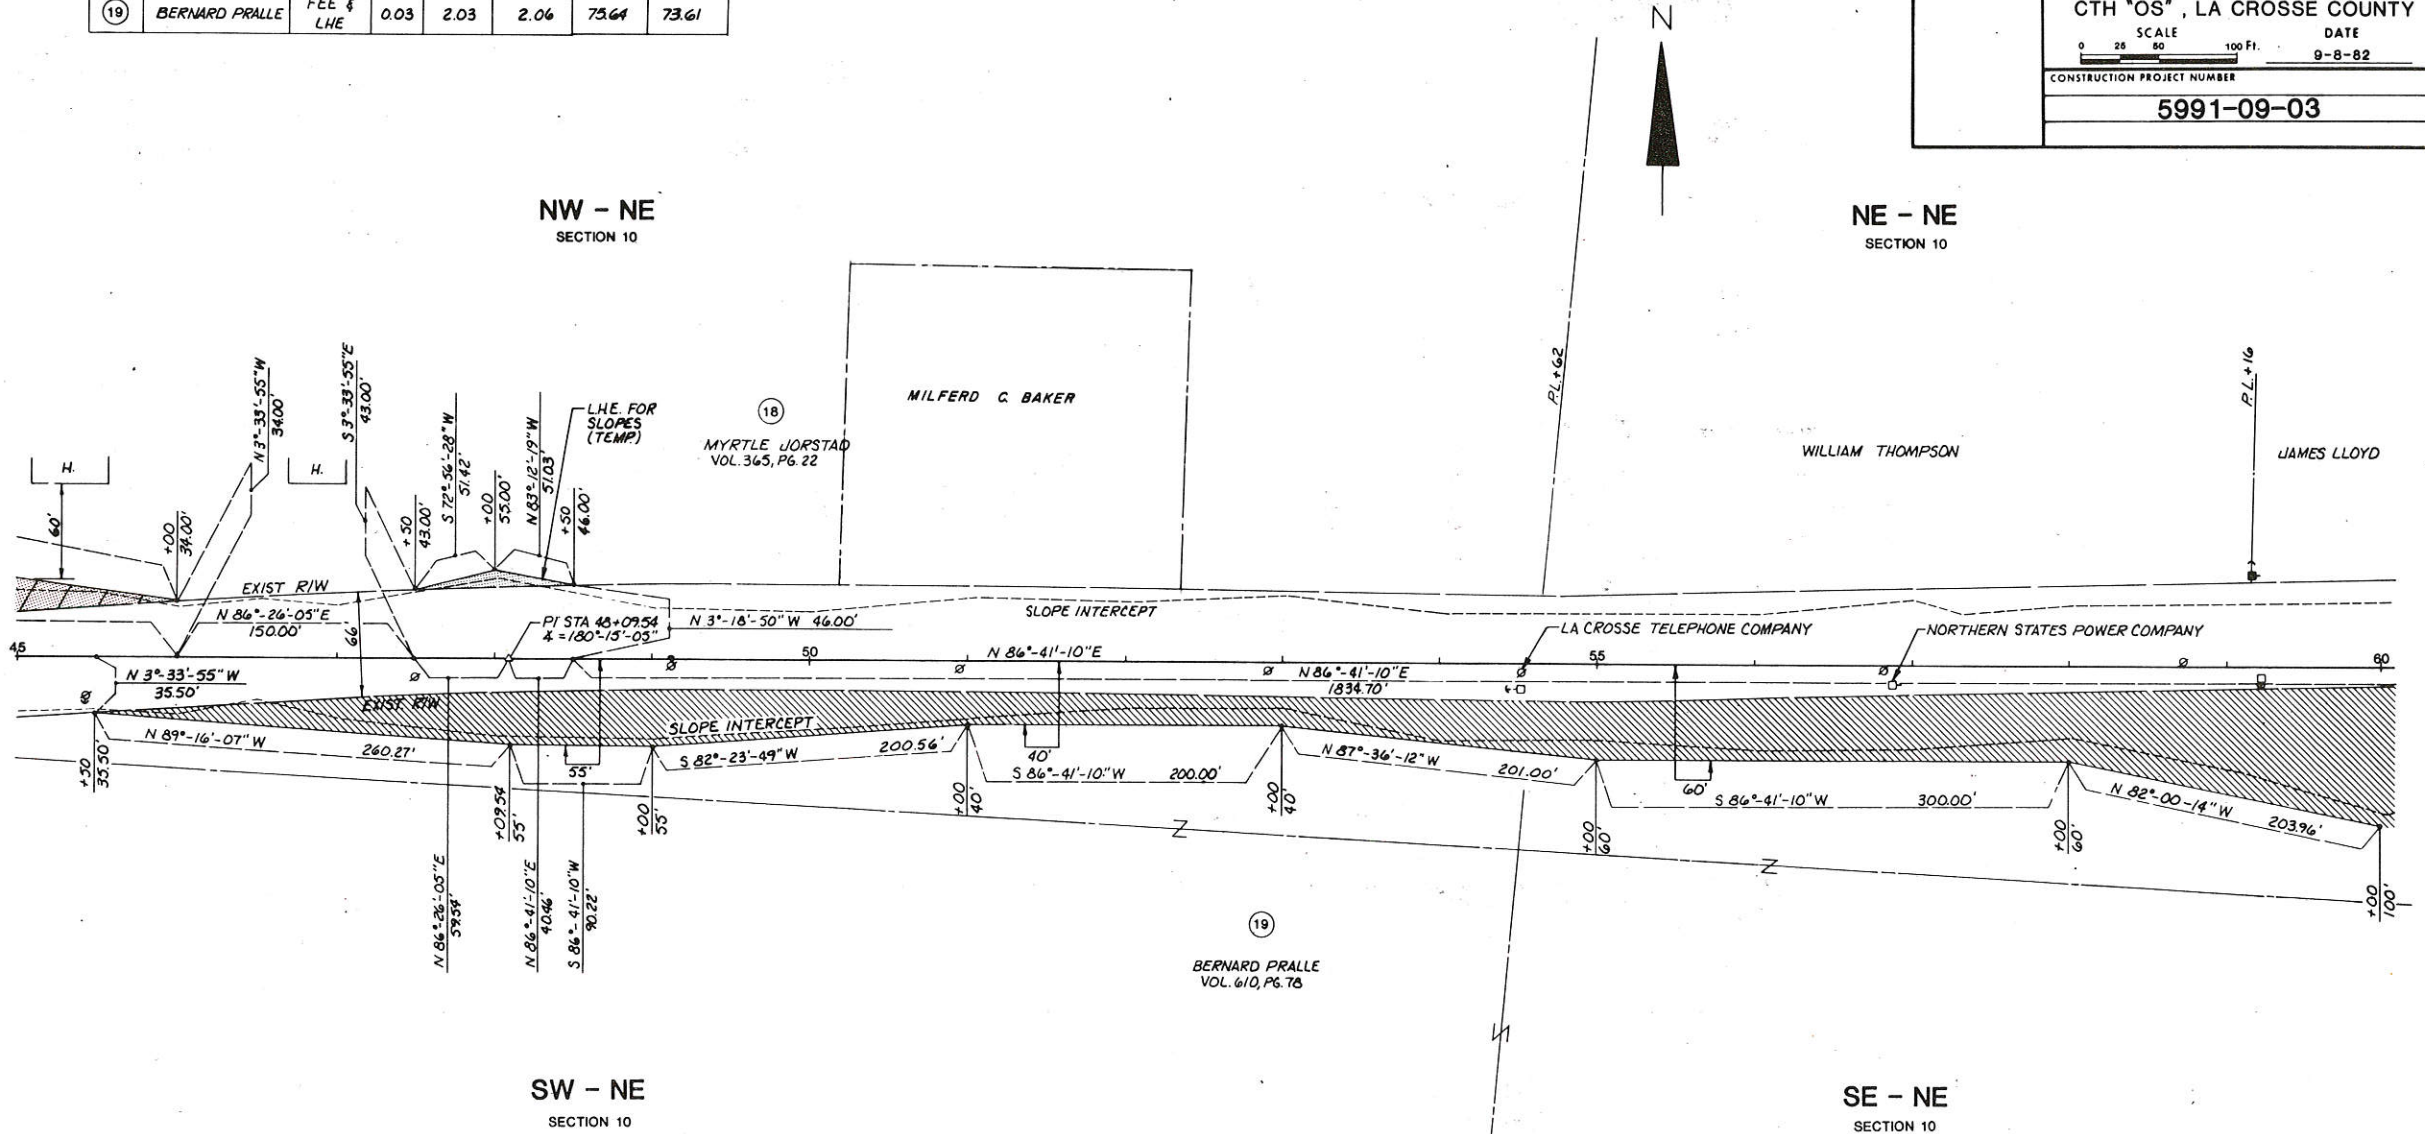 19 BERNARD PRALLE FEE & LHE 0.03 2.03 2.06 75.64 73.61
CTH "OS", LA CROSSE COUNTY
SCALE
0 25 50 100 Ft.
DATE
9-8-82
CONSTRUCTION PROJECT NUMBER
5991-09-03
N
NW - NE
SECTION 10
NE - NE
SECTION 10
MILFERD C. BAKER
18
MYRTLE JORSTAD
VOL. 365, PG. 22
WILLIAM THOMPSON
JAMES LLOYD
P.L.+62
P.L.+16
L.H.E. FOR
SLOPES
(TEMP.)
H.
H.
60'
+00
34.00'
N 3°-33'-55"W
34.00'
S 3°-33'-55"E
43.00'
+50
43.00'
S 72°-56'-28"W
51.42'
+00
55.00'
N 83°-12'-19"W
51.03'
+50
46.00'
EXIST R/W
N 86°-26'-05"E
150.00'
66
PI STA 48+09.54
∡ =180°-15'-05"
N 3°-18'-50"W 46.00'
SLOPE INTERCEPT
LA CROSSE TELEPHONE COMPANY
NORTHERN STATES POWER COMPANY
45
50
55
60
N 86°-41'-10"E
N 86°-41'-10"E
1834.70'
N 3°-33'-55"W
35.50'
EXIST R/W
SLOPE INTERCEPT
N 89°-16'-07"W 260.27'
55'
S 82°-23'-49"W 200.56'
40'
S 86°-41'-10"W 200.00'
N 87°-36'-12"W 201.00'
60'
S 86°-41'-10"W 300.00'
N 82°-00-14"W 203.96'
+50
35.50'
+09.54
55'
+00
55'
+00
40'
+00
40'
+00
60'
+00
60'
+00
100'
N 86°-26'-05"E
59.54'
N 86°-41'-10"E
40.46'
S 86°-41'-10"W
90.22'
19
BERNARD PRALLE
VOL. 610, PG. 78
SW - NE
SECTION 10
SE - NE
SECTION 10